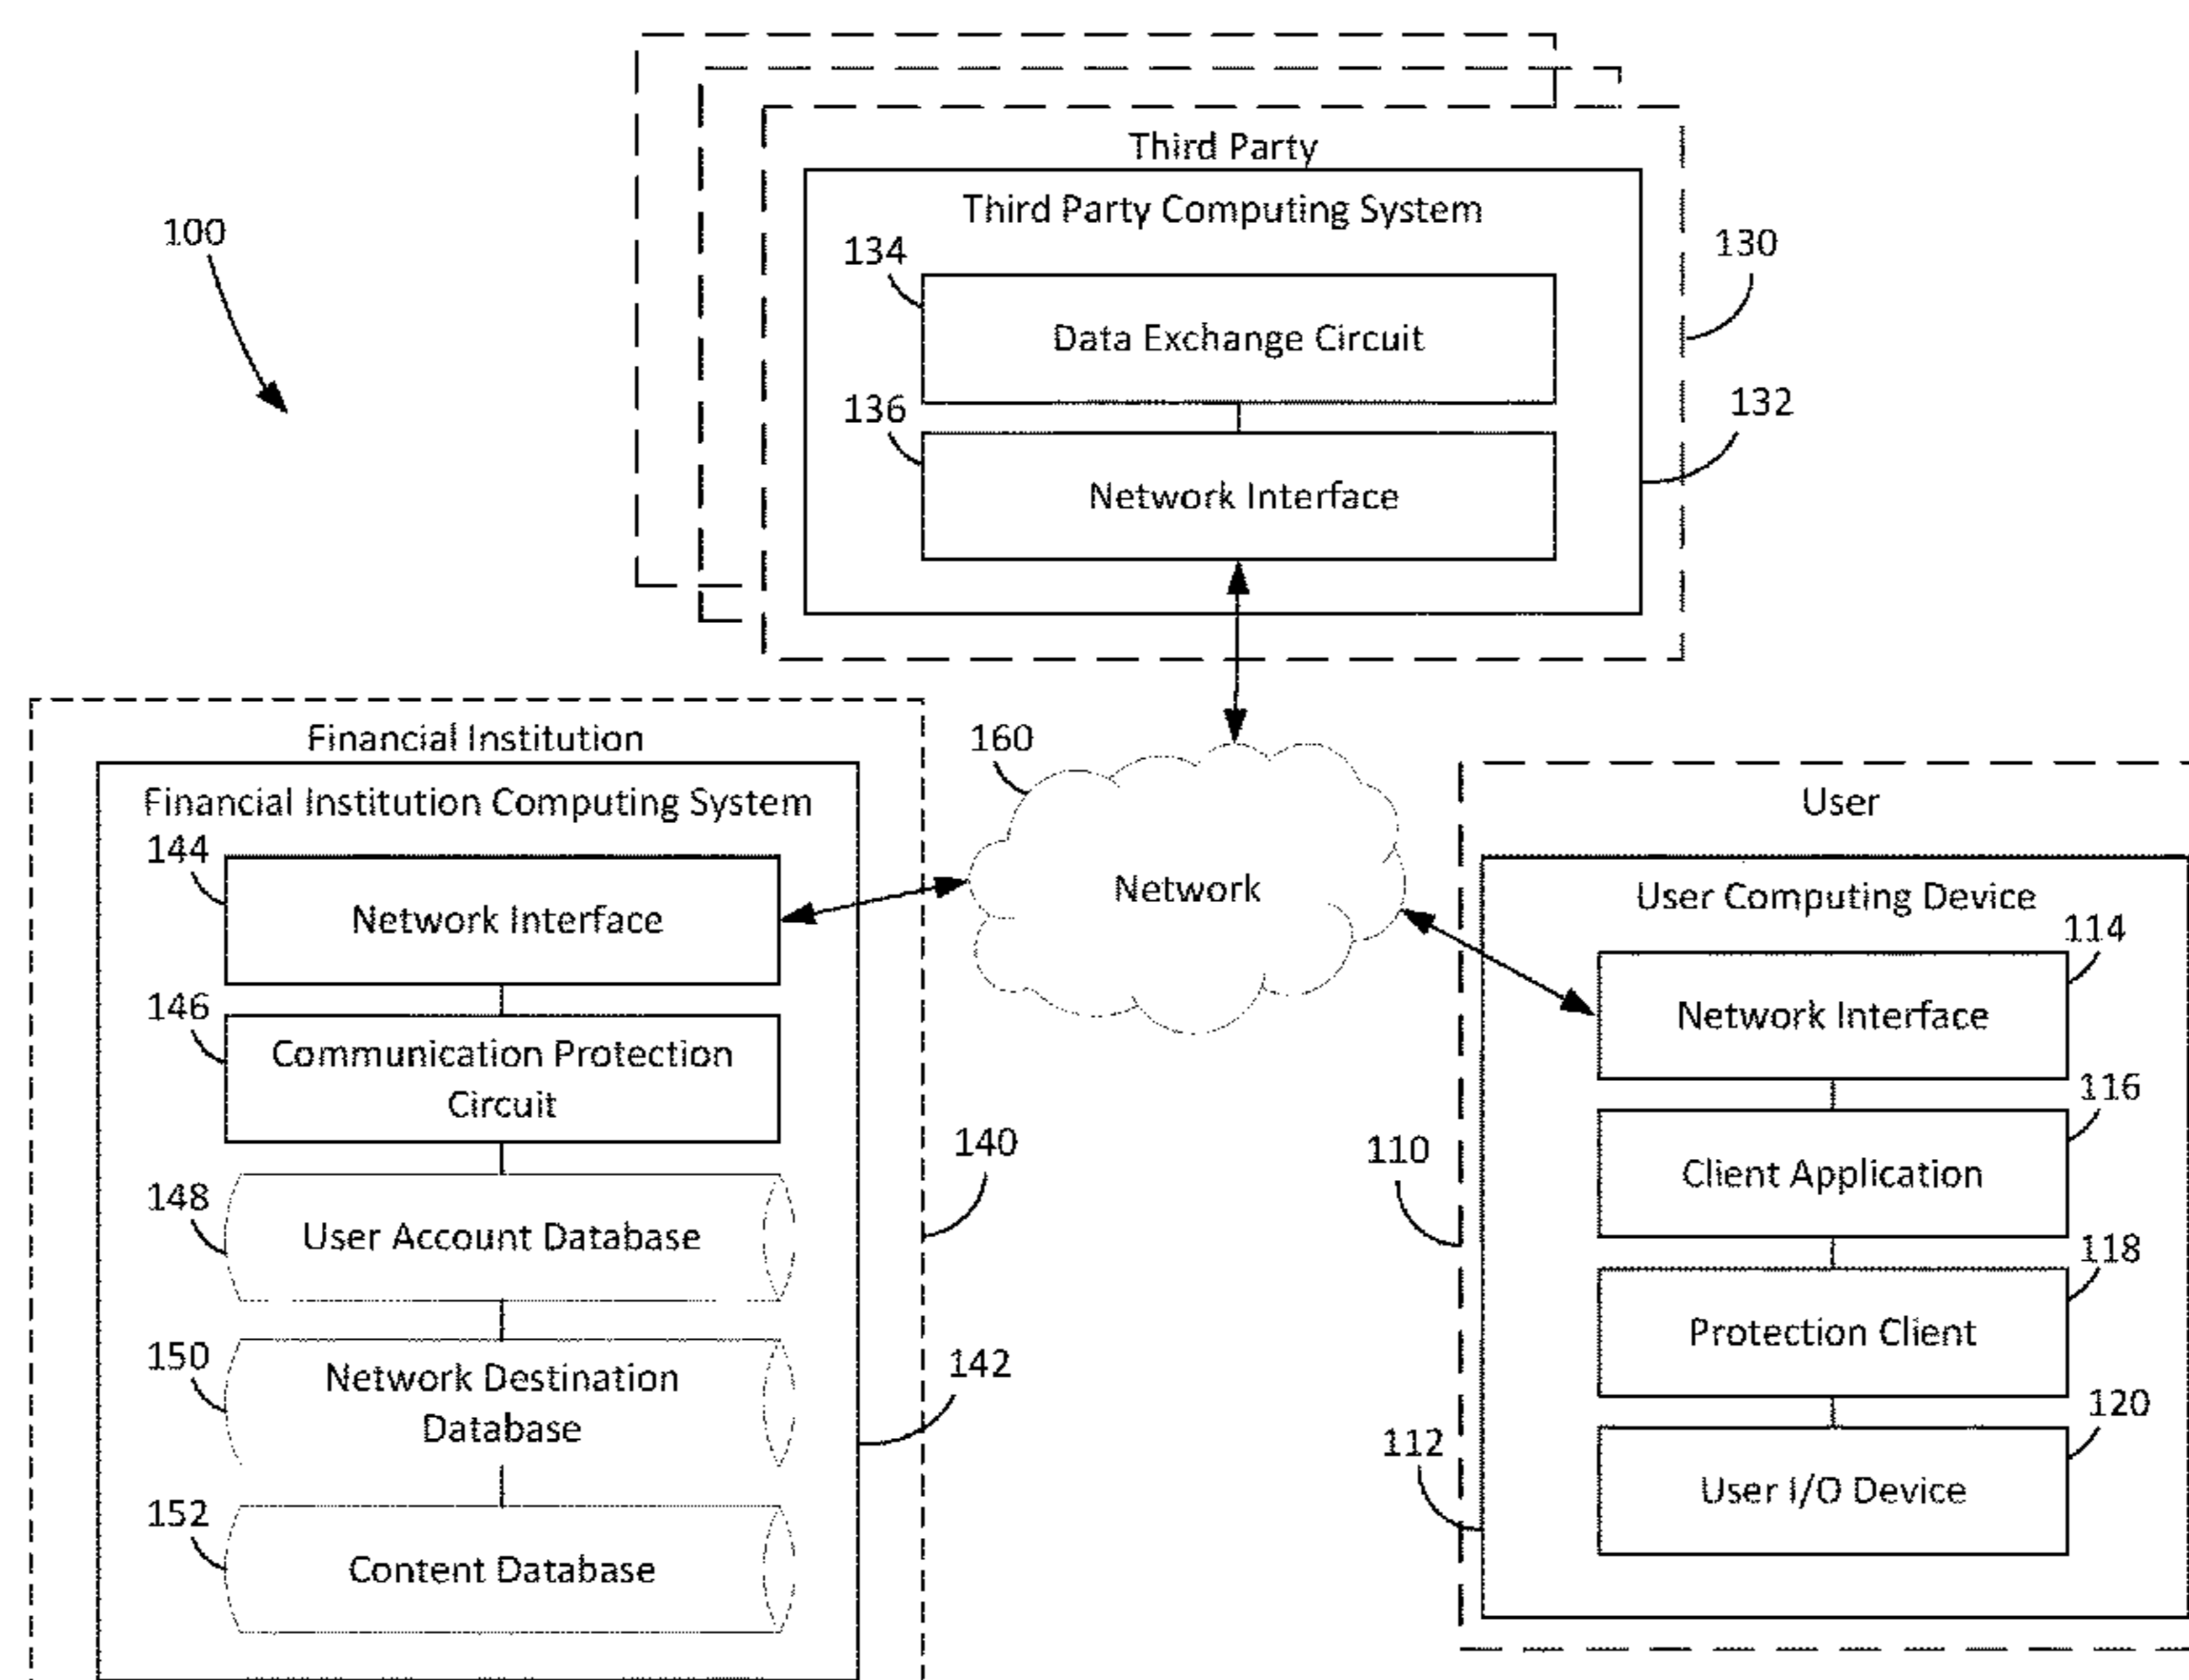 Third Party
Third Party Computing System
100
134
130
Data Exchange Circuit
136
132
Network Interface
Financial Institution
160
Financial Institution Computing System
144
Network Interface
146
Communication Protection
Circuit
140
148
User Account Database
150
Network Destination
Database
142
152
Content Database
Network
User
User Computing Device
114
Network Interface
116
110
Client Application
118
Protection Client
120
112
User I/O Device